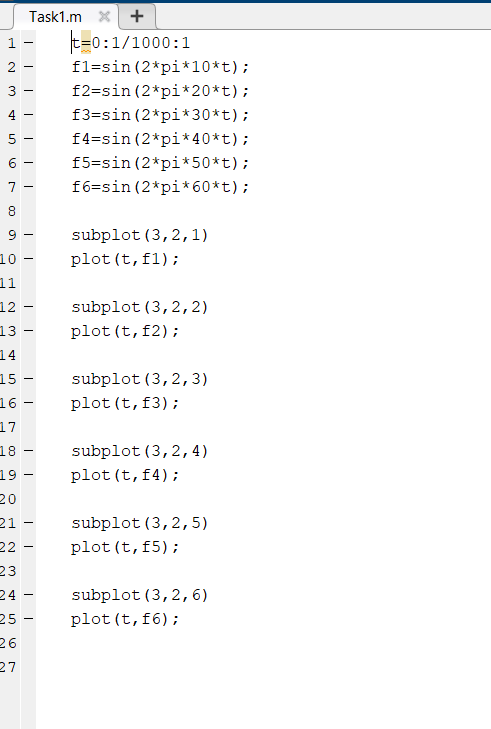 Task1.m × +
1 – t=0:1/1000:1
2 – f1=sin(2*pi*10*t);
3 – f2=sin(2*pi*20*t);
4 – f3=sin(2*pi*30*t);
5 – f4=sin(2*pi*40*t);
6 – f5=sin(2*pi*50*t);
7 – f6=sin(2*pi*60*t);
8
9 – subplot(3,2,1)
10 – plot(t,f1);
11
12 – subplot(3,2,2)
13 – plot(t,f2);
14
15 – subplot(3,2,3)
16 – plot(t,f3);
17
18 – subplot(3,2,4)
19 – plot(t,f4);
20
21 – subplot(3,2,5)
22 – plot(t,f5);
23
24 – subplot(3,2,6)
25 – plot(t,f6);
26
27